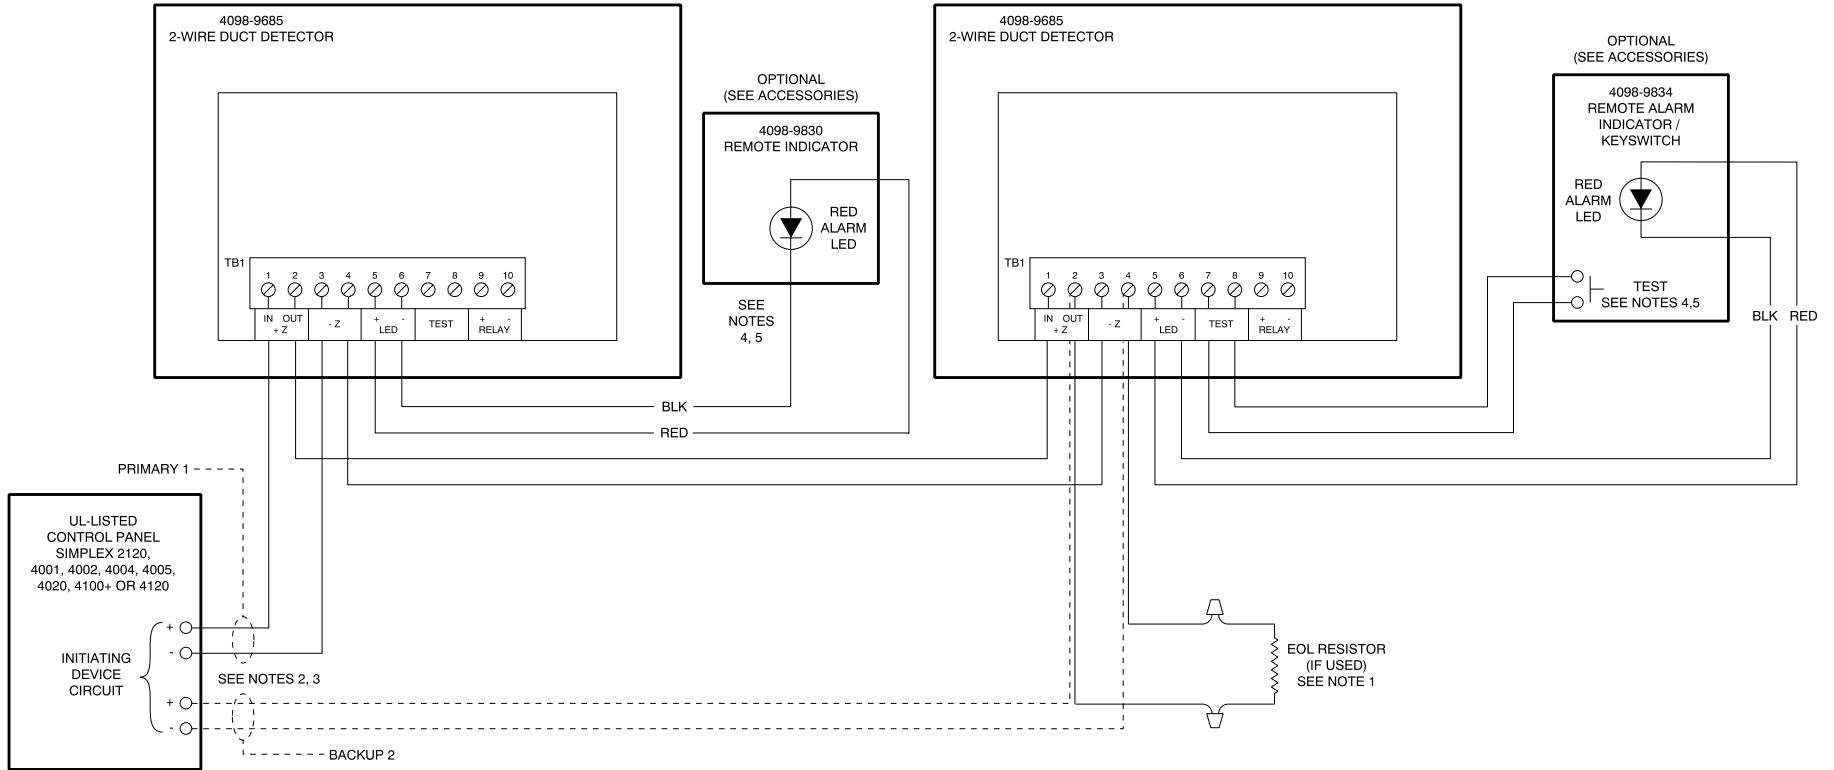 4098-9685
2-WIRE DUCT DETECTOR
TB1
1 2 3 4 5 6 7 8 9 10
IN OUT
+ Z
- Z
+ -
LED
TEST
+ -
RELAY
OPTIONAL
(SEE ACCESSORIES)
4098-9830
REMOTE INDICATOR
RED
ALARM
LED
SEE
NOTES
4, 5
4098-9685
2-WIRE DUCT DETECTOR
TB1
1 2 3 4 5 6 7 8 9 10
IN OUT
+ Z
- Z
+ -
LED
TEST
+ -
RELAY
OPTIONAL
(SEE ACCESSORIES)
4098-9834
REMOTE ALARM
INDICATOR /
KEYSWITCH
RED
ALARM
LED
TEST
SEE NOTES 4,5
BLK RED
BLK
RED
PRIMARY 1
UL-LISTED
CONTROL PANEL
SIMPLEX 2120,
4001, 4002, 4004, 4005,
4020, 4100+ OR 4120
INITIATING
DEVICE
CIRCUIT
+
-
+
-
SEE NOTES 2, 3
BACKUP 2
EOL RESISTOR
(IF USED)
SEE NOTE 1